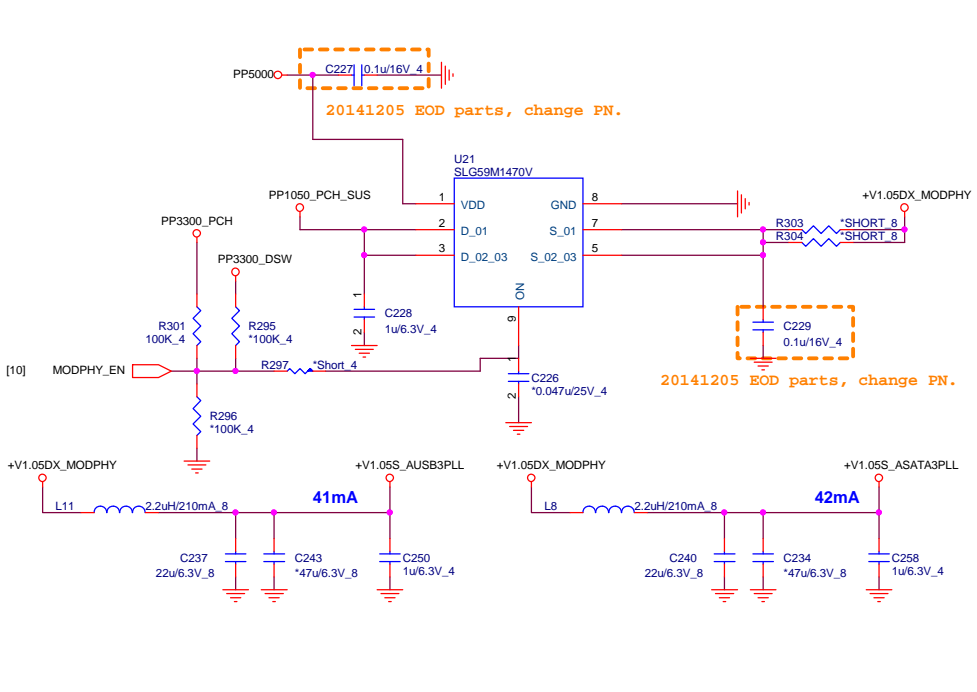 PP5000
C227
0.1u/16V_4
20141205 EOD parts, change PN.
U21
SLG59M1470V
PP1050_PCH_SUS
+V1.05DX_MODPHY
1
VDD
GND
8
PP3300_PCH
2
D_01
S_01
7
R303
*SHORT_8
R304
*SHORT_8
3
D_02_03
S_02_03
5
PP3300_DSW
ON
9
1
C228
1u/6.3V_4
2
R301
100K_4
R295
*100K_4
C229
0.1u/16V_4
[10]
MODPHY_EN
R297
*Short_4
1
C226
*0.047u/25V_4
2
20141205 EOD parts, change PN.
R296
*100K_4
+V1.05DX_MODPHY
+V1.05S_AUSB3PLL
+V1.05DX_MODPHY
+V1.05S_ASATA3PLL
L11
2.2uH/210mA_8
41mA
L8
2.2uH/210mA_8
42mA
C237
22u/6.3V_8
C243
*47u/6.3V_8
C250
1u/6.3V_4
C240
22u/6.3V_8
C234
*47u/6.3V_8
C258
1u/6.3V_4